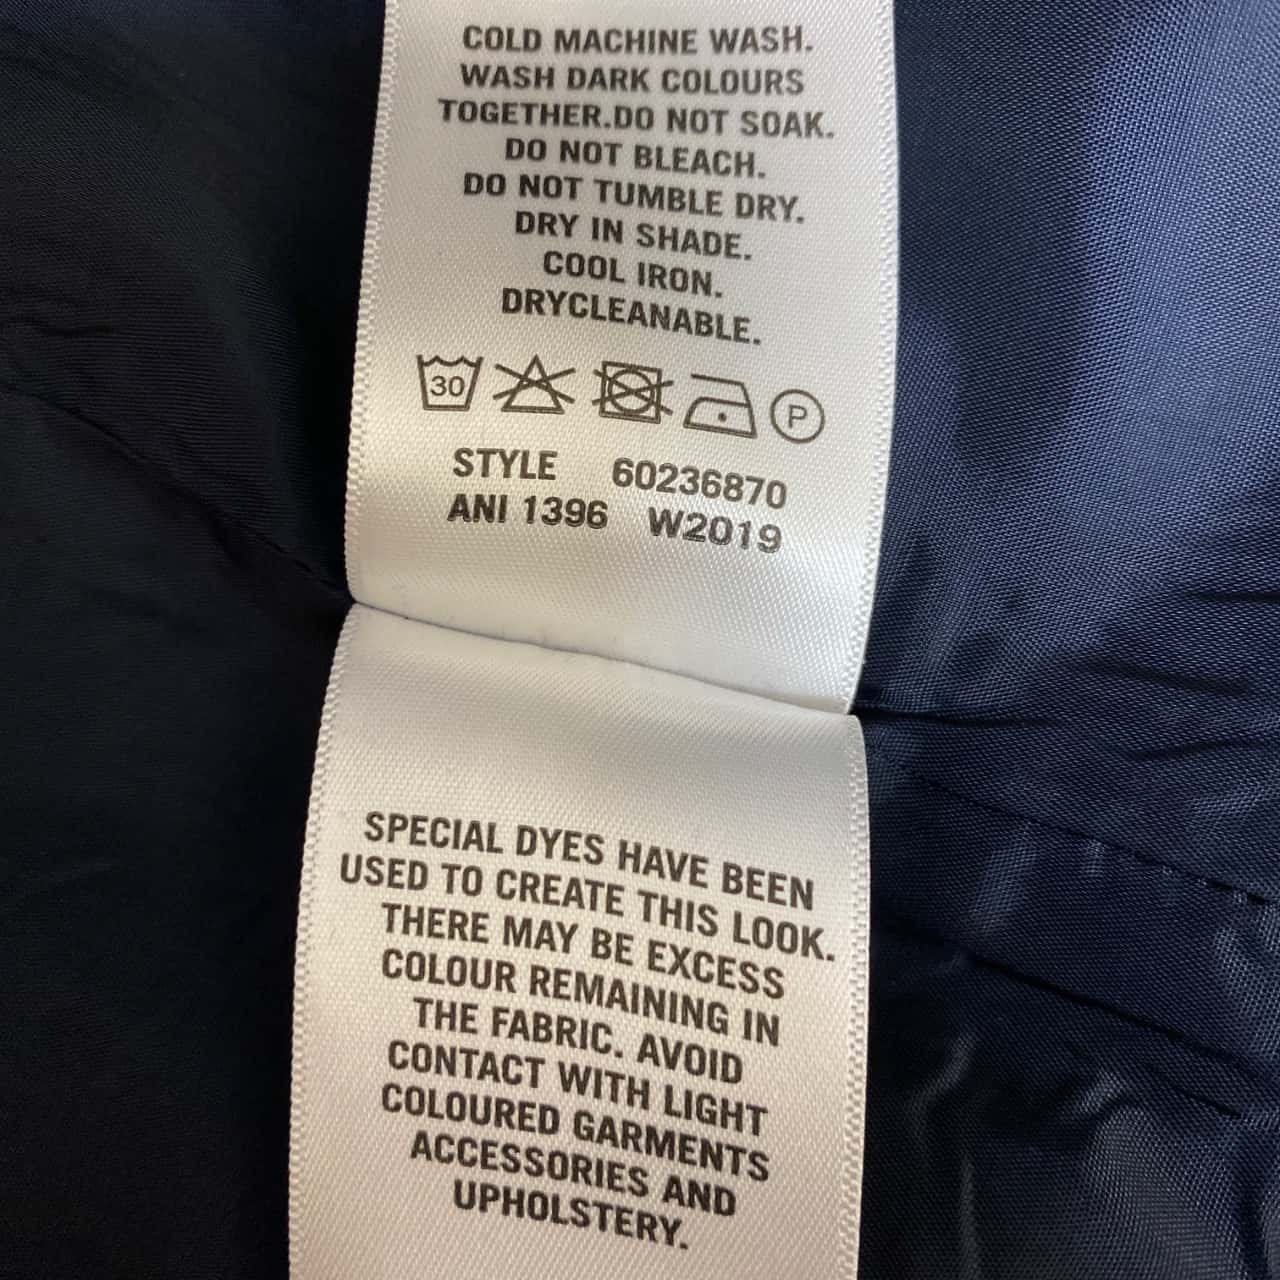 COLD MACHINE WASH.
WASH DARK COLOURS
TOGETHER.DO NOT SOAK.
DO NOT BLEACH.
DO NOT TUMBLE DRY.
DRY IN SHADE.
COOL IRON.
DRYCLEANABLE.
30 P
STYLE 60236870
ANI 1396 W2019
SPECIAL DYES HAVE BEEN
USED TO CREATE THIS LOOK.
THERE MAY BE EXCESS
COLOUR REMAINING IN
THE FABRIC. AVOID
CONTACT WITH LIGHT
COLOURED GARMENTS
ACCESSORIES AND
UPHOLSTERY.